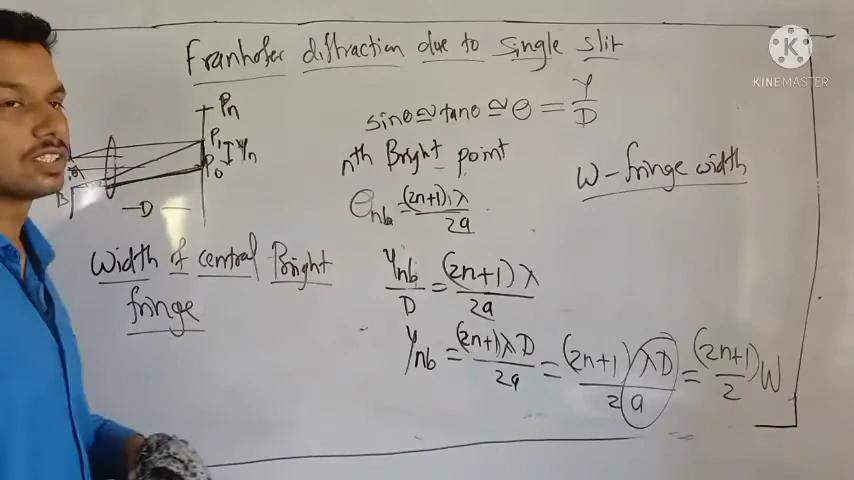 Franhofer diffraction due to single slit
K
KINEMASTER
Pn
P1
Yn
P0
θ
B
D
sinθ ≅ tanθ ≅ θ = Y/D
nth Bright point
W - fringe width
θnb = (2n+1)λ/2a
Width of central Bright
fringe
Ynb/D = (2n+1)λ/2a
Ynb = (2n+1)λD/2a = (2n+1)λD/2a = (2n+1)/2 W